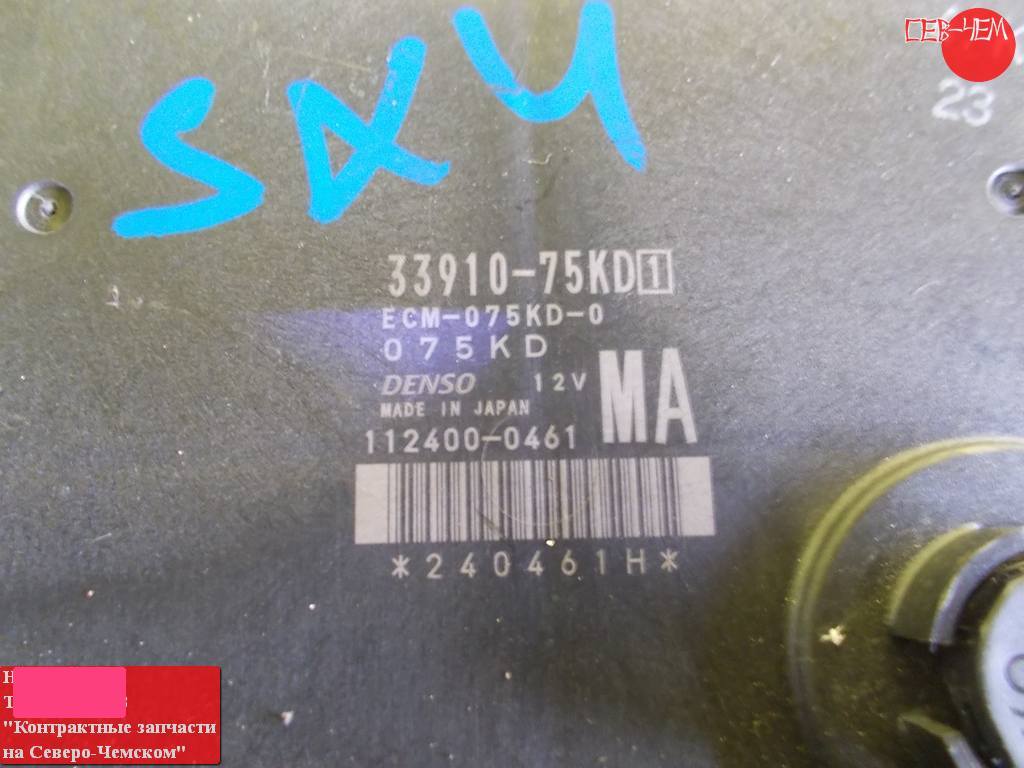 СЕВ-ЧЕМ
23
SX4
33910-75KD1
ECM-075KD-0
075KD
DENSO 12V
MA
MADE IN JAPAN
112400-0461
*240461H*
"Контрактные запчасти
на Северо-Чемском"